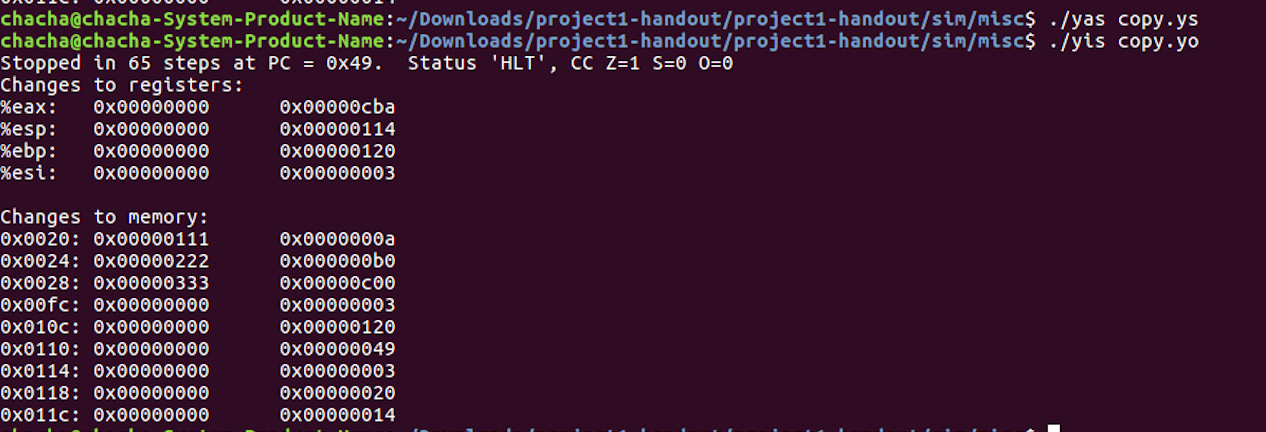 chacha@chacha-System-Product-Name:~/Downloads/project1-handout/project1-handout/sim/misc$ ./yas copy.ys
chacha@chacha-System-Product-Name:~/Downloads/project1-handout/project1-handout/sim/misc$ ./yis copy.yo
Stopped in 65 steps at PC = 0x49.  Status 'HLT', CC Z=1 S=0 O=0
Changes to registers:
%eax:   0x00000000      0x00000cba
%esp:   0x00000000      0x00000114
%ebp:   0x00000000      0x00000120
%esi:   0x00000000      0x00000003

Changes to memory:
0x0020: 0x00000111      0x0000000a
0x0024: 0x00000222      0x000000b0
0x0028: 0x00000333      0x00000c00
0x00fc: 0x00000000      0x00000003
0x010c: 0x00000000      0x00000120
0x0110: 0x00000000      0x00000049
0x0114: 0x00000000      0x00000003
0x0118: 0x00000000      0x00000020
0x011c: 0x00000000      0x00000014